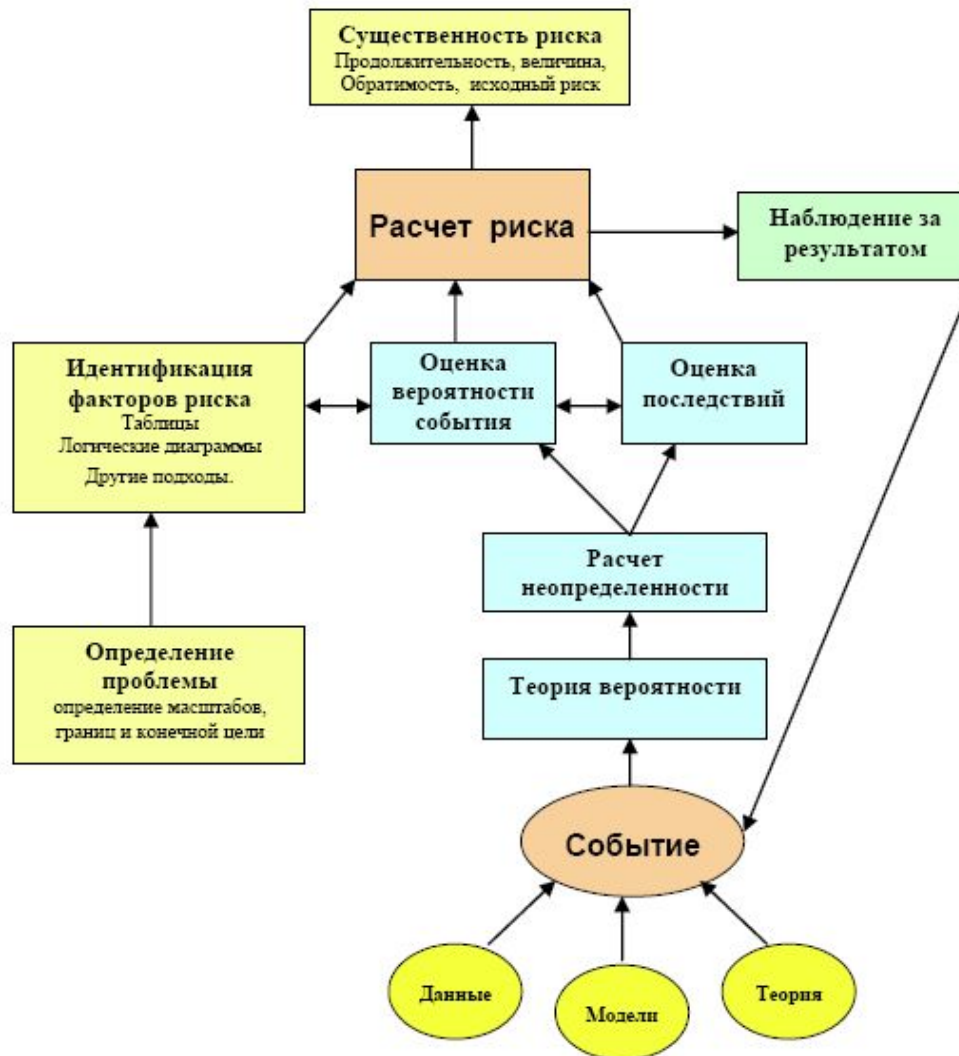 Существенность риска
Продолжительность, величина,
Обратимость, исходный риск
Расчет риска
Наблюдение за
результатом
Идентификация
факторов риска
Таблицы
Логические диаграммы
Другие подходы.
Оценка
вероятности
события
Оценка
последствий
Расчет
неопределенности
Определение
проблемы
определение масштабов,
границ и конечной цели
Теория вероятности
Событие
Данные
Модели
Теория